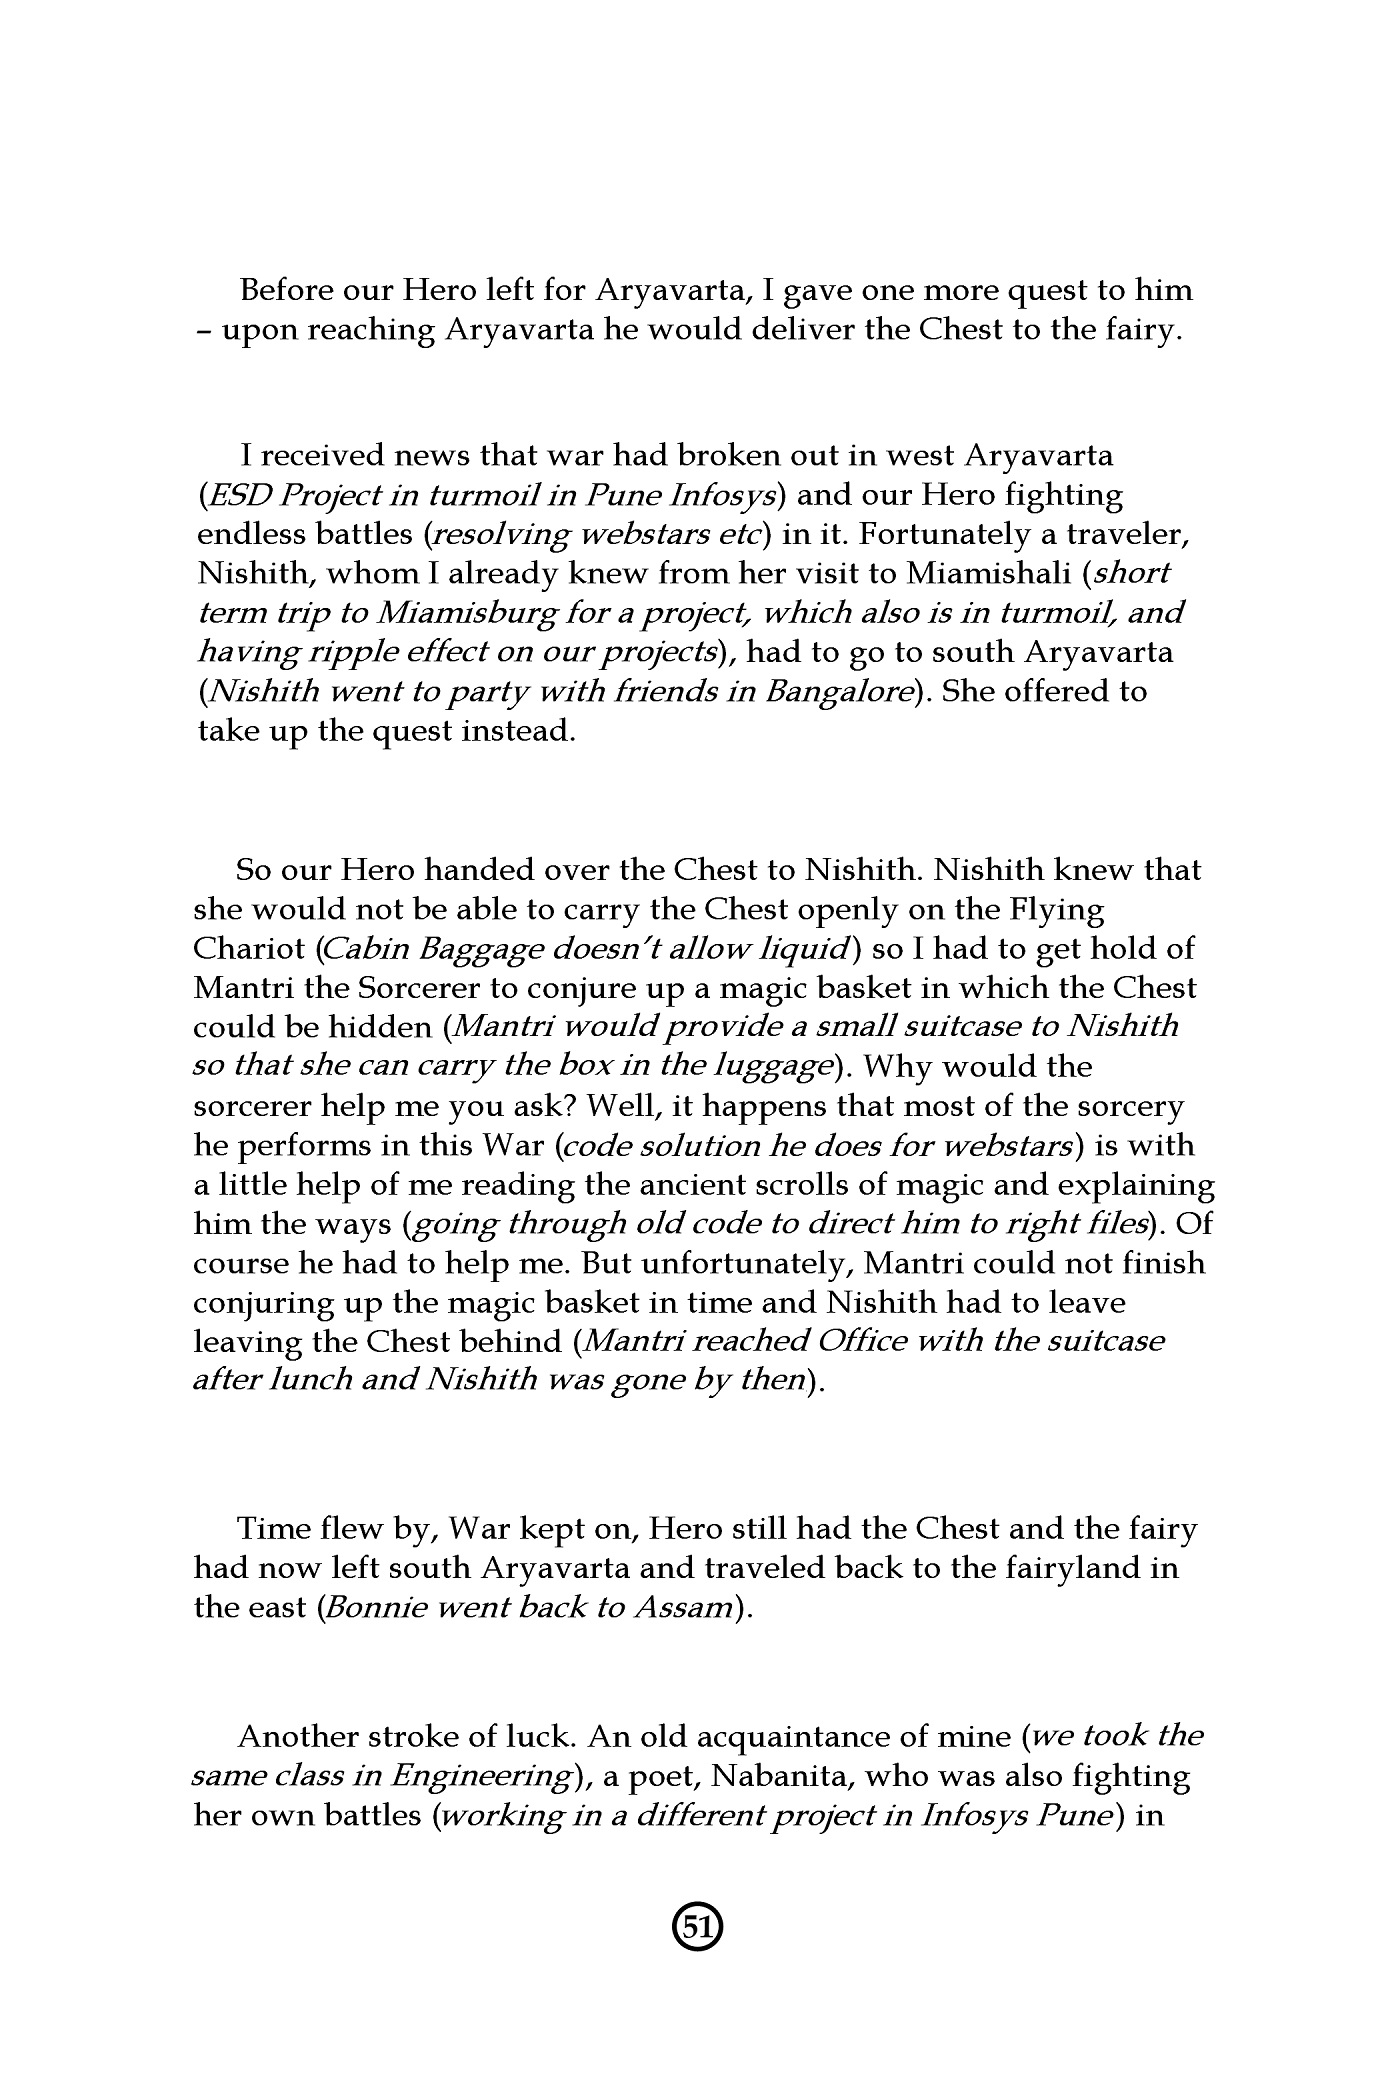 Before our Hero left for Aryavarta, I gave one more quest to him
– upon reaching Aryavarta he would deliver the Chest to the fairy.
I received news that war had broken out in west Aryavarta
(ESD Project in turmoil in Pune Infosys) and our Hero fighting
endless battles (resolving webstars etc) in it. Fortunately a traveler,
Nishith, whom I already knew from her visit to Miamishali (short
term trip to Miamisburg for a project, which also is in turmoil, and
having ripple effect on our projects), had to go to south Aryavarta
(Nishith went to party with friends in Bangalore). She offered to
take up the quest instead.
So our Hero handed over the Chest to Nishith. Nishith knew that
she would not be able to carry the Chest openly on the Flying
Chariot (Cabin Baggage doesn’t allow liquid) so I had to get hold of
Mantri the Sorcerer to conjure up a magic basket in which the Chest
could be hidden (Mantri would provide a small suitcase to Nishith
so that she can carry the box in the luggage). Why would the
sorcerer help me you ask? Well, it happens that most of the sorcery
he performs in this War (code solution he does for webstars) is with
a little help of me reading the ancient scrolls of magic and explaining
him the ways (going through old code to direct him to right files). Of
course he had to help me. But unfortunately, Mantri could not finish
conjuring up the magic basket in time and Nishith had to leave
leaving the Chest behind (Mantri reached Office with the suitcase
after lunch and Nishith was gone by then).
Time flew by, War kept on, Hero still had the Chest and the fairy
had now left south Aryavarta and traveled back to the fairyland in
the east (Bonnie went back to Assam).
Another stroke of luck. An old acquaintance of mine (we took the
same class in Engineering), a poet, Nabanita, who was also fighting
her own battles (working in a different project in Infosys Pune) in
51